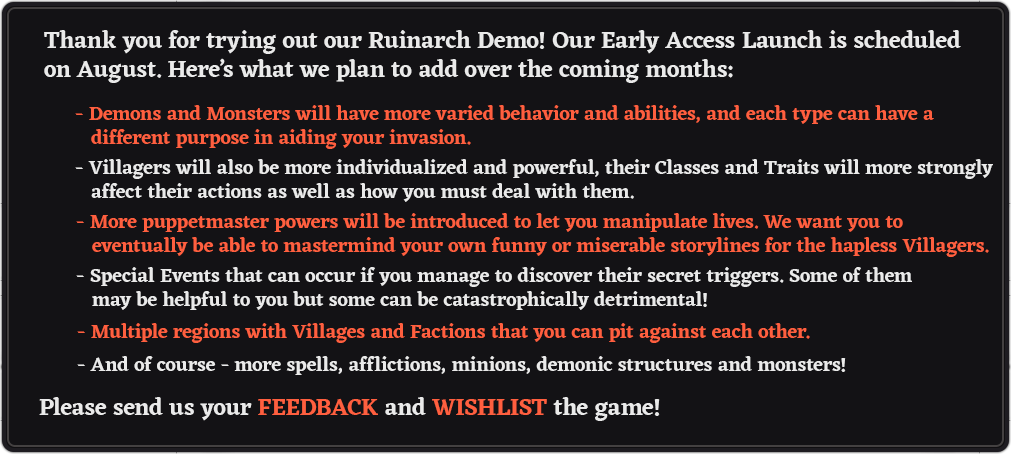 Thank you for trying out our Ruinarch Demo! Our Early Access Launch is scheduled
on August. Here's what we plan to add over the coming months:
- Demons and Monsters will have more varied behavior and abilities, and each type can have a
different purpose in aiding your invasion.
- Villagers will also be more individualized and powerful, their Classes and Traits will more strongly
affect their actions as well as how you must deal with them.
- More puppetmaster powers will be introduced to let you manipulate lives. We want you to
eventually be able to mastermind your own funny or miserable storylines for the hapless Villagers.
- Special Events that can occur if you manage to discover their secret triggers. Some of them
may be helpful to you but some can be catastrophically detrimental!
- Multiple regions with Villages and Factions that you can pit against each other.
- And of course - more spells, afflictions, minions, demonic structures and monsters!
Please send us your FEEDBACK and WISHLIST the game!